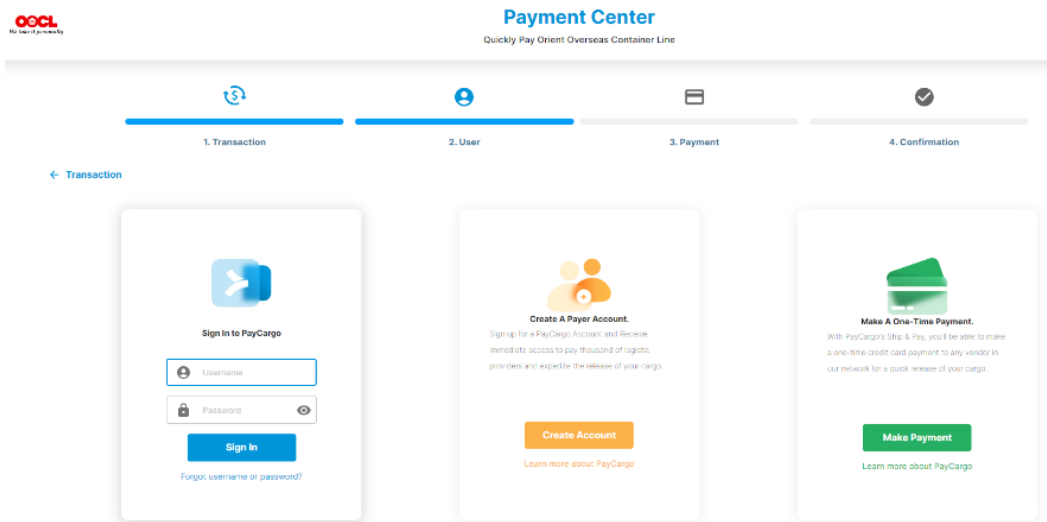 OOCL
We take it personally
Payment Center
Quickly Pay Orient Overseas Container Line
1. Transaction
2. User
3. Payment
4. Confirmation
← Transaction
Sign In to PayCargo
Username
Password
Sign In
Forgot username or password?
Create A Payer Account.
Sign up for a PayCargo Account and Receive
immediate access to pay thousand of logistic
providers and expedite the release of your cargo.
Create Account
Learn more about PayCargo
Make A One-Time Payment.
With PayCargo's Ship & Pay, you'll be able to make
a one-time credit card payment to any vendor in
our network for a quick release of your cargo.
Make Payment
Learn more about PayCargo